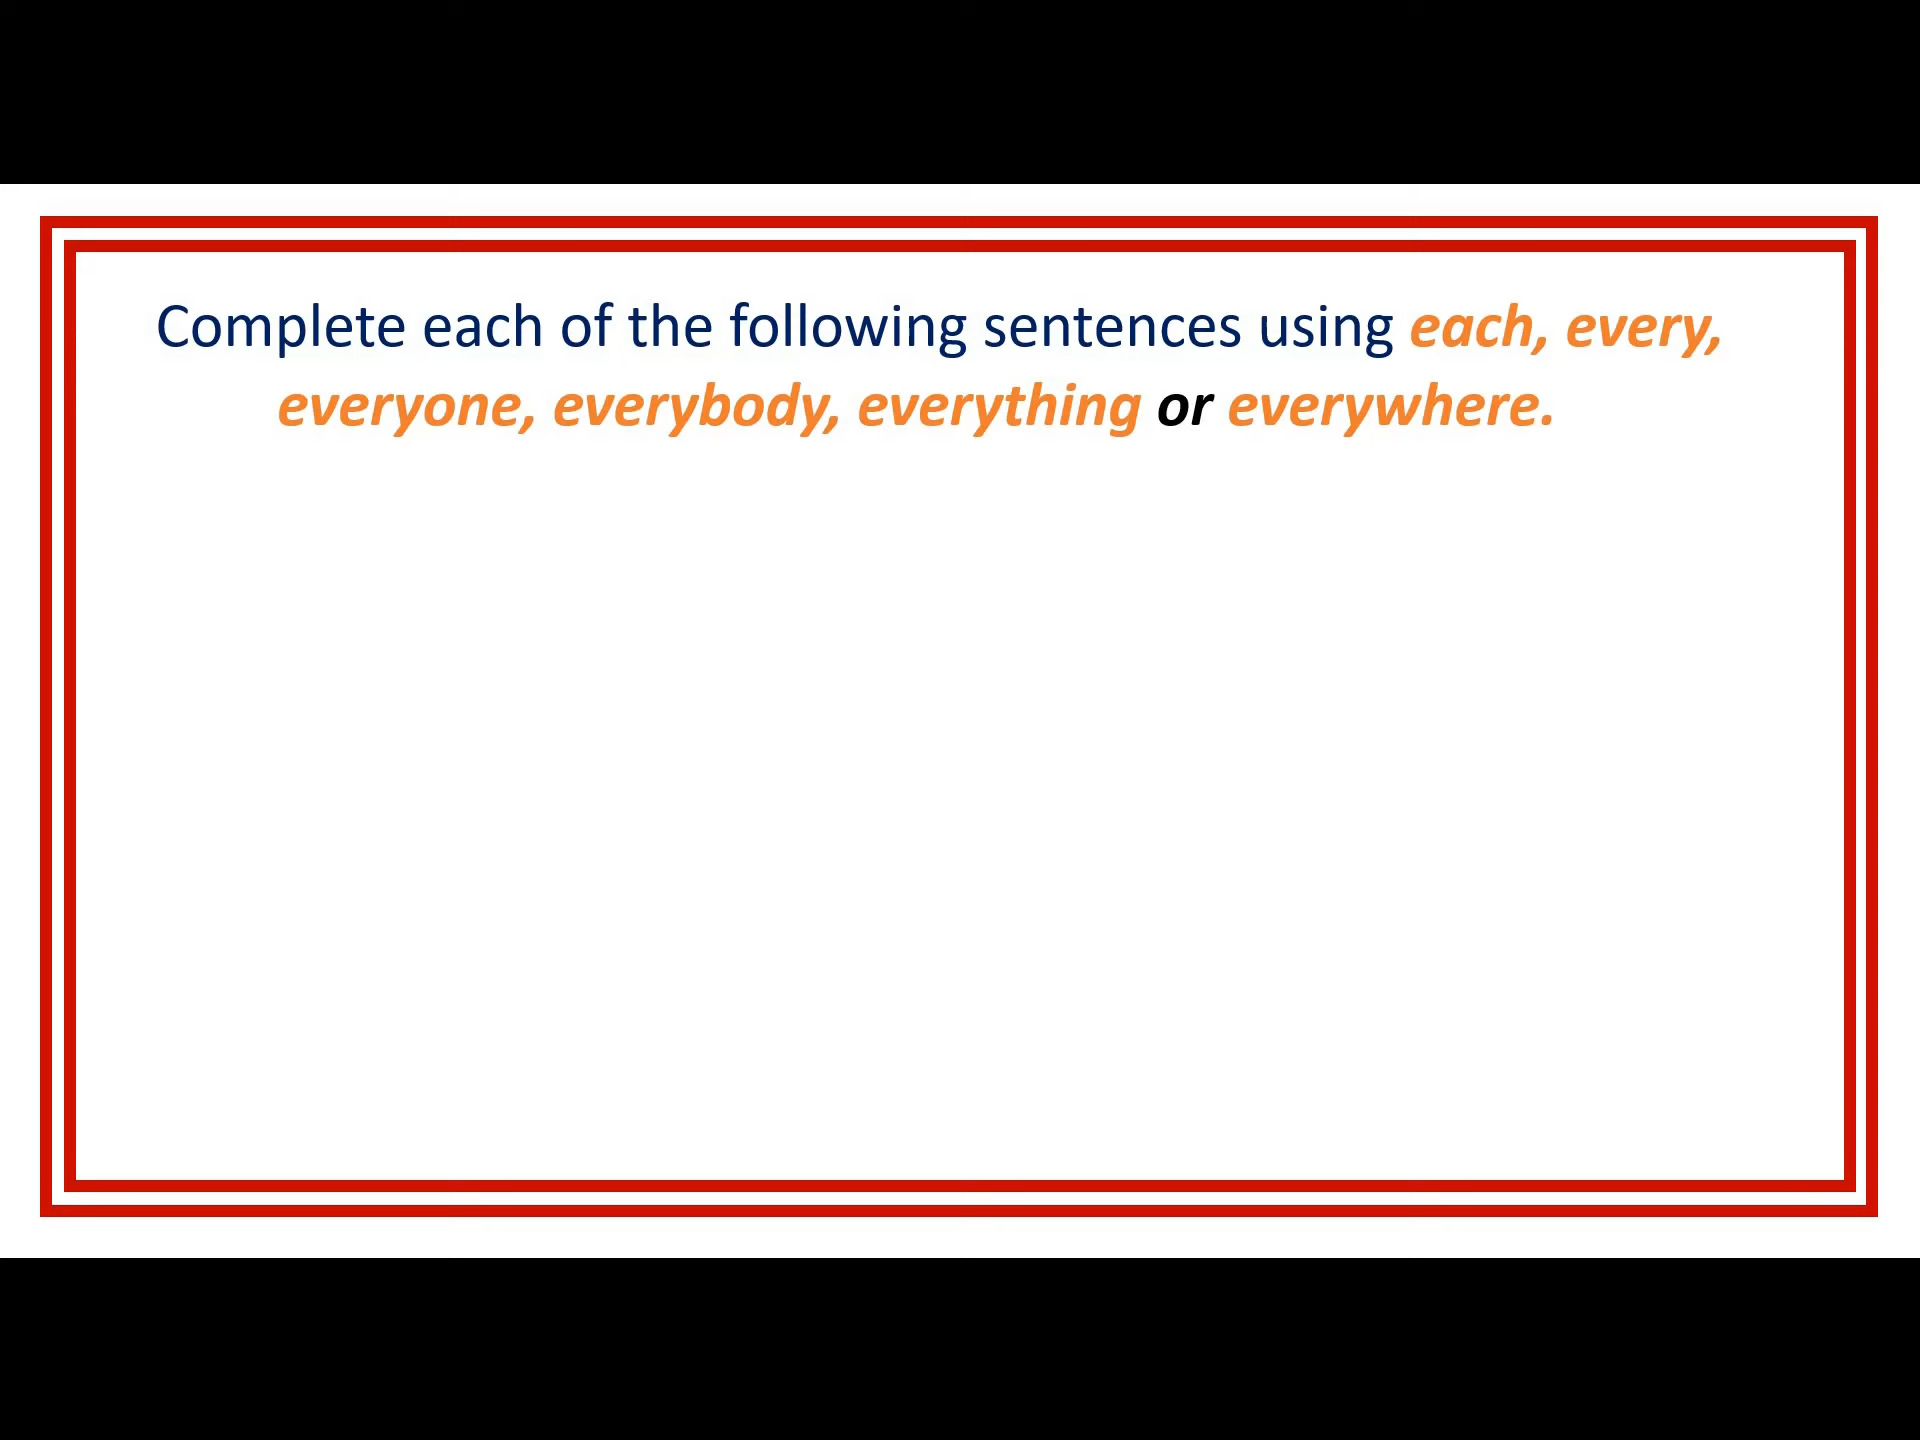 Complete each of the following sentences using each, every,
everyone, everybody, everything or everywhere.